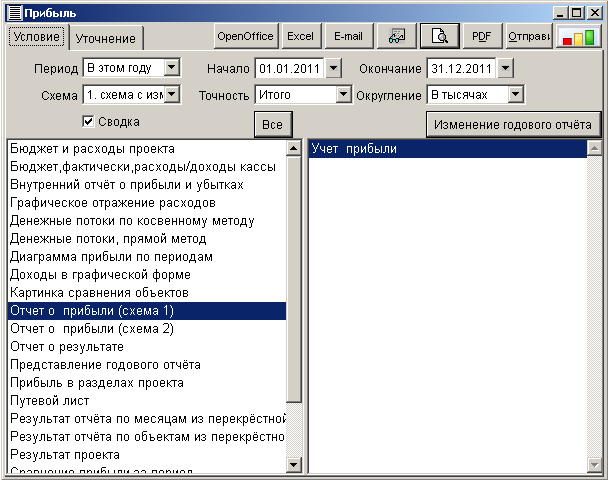 Прибыль
Условие Уточнение OpenOffice Excel E-mail PDF Отправи
Период В этом году Начало 01.01.2011 Окончание 31.12.2011
Схема 1. схема с изм Точность Итого Округление В тысячах
Сводка Все Изменение годового отчёта
Бюджет и расходы проекта
Бюджет,фактически,расходы/доходы кассы
Внутренний отчёт о прибыли и убытках
Графическое отражение расходов
Денежные потоки по косвенному методу
Денежные потоки, прямой метод
Диаграмма прибыли по периодам
Доходы в графической форме
Картинка сравнения объектов
Отчет о прибыли (схема 1)
Отчет о прибыли (схема 2)
Отчет о результате
Представление годового отчёта
Прибыль в разделах проекта
Путевой лист
Результат отчёта по месяцам из перекрёстной
Результат отчёта по объектам из перекрёстно
Результат проекта
Сравнение прибыли за период
Учет прибыли